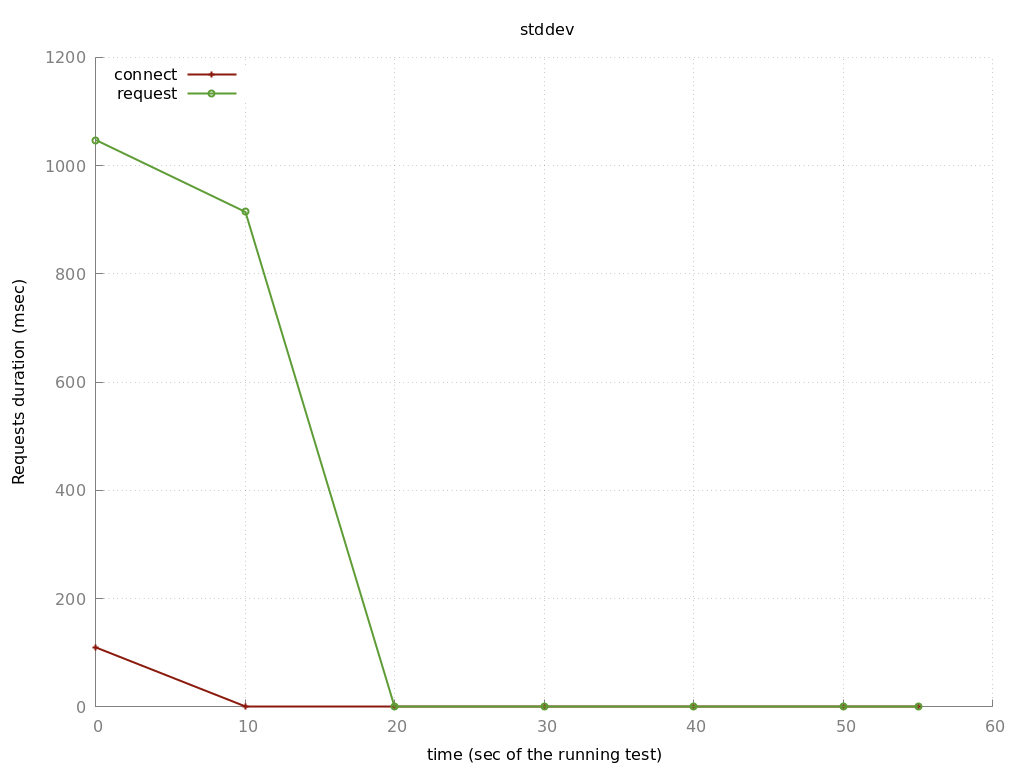 stddev
connect
request
1200
1000
800
600
400
200
0
Requests duration (msec)
0 10 20 30 40 50 60
time (sec of the running test)